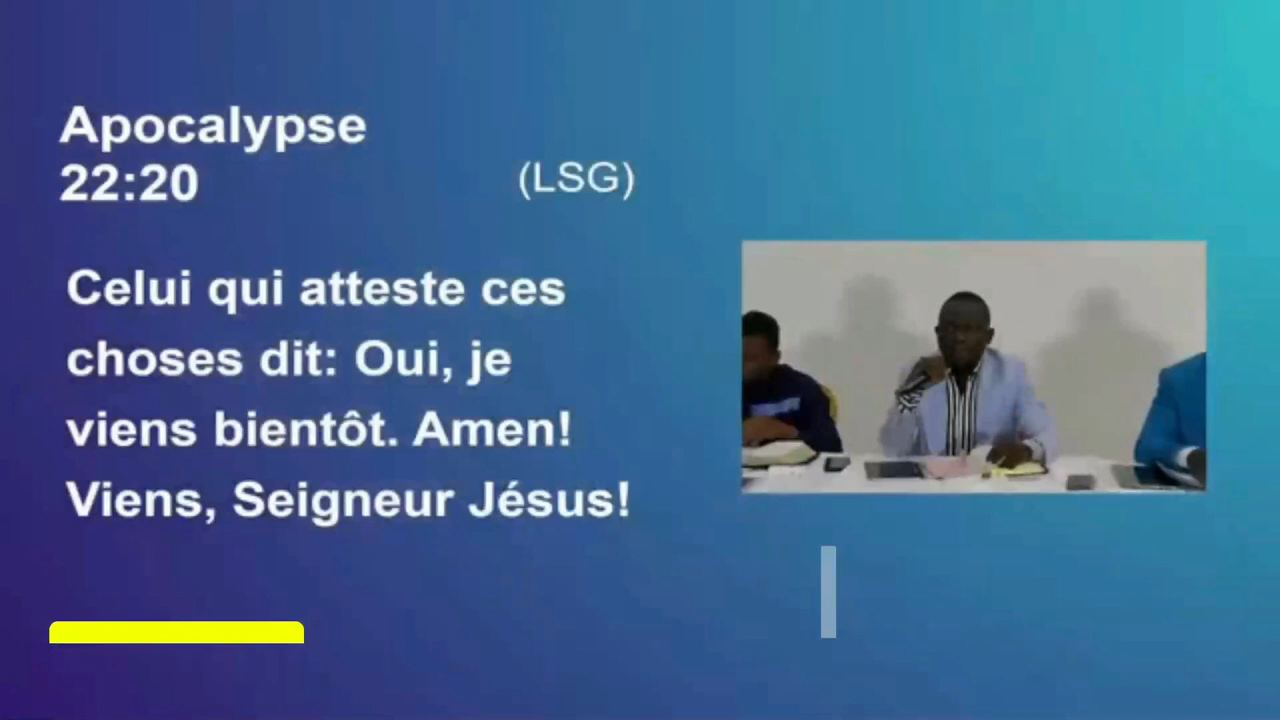 Apocalypse
22:20
(LSG)
Celui qui atteste ces
choses dit: Oui, je
viens bientôt. Amen!
Viens, Seigneur Jésus!